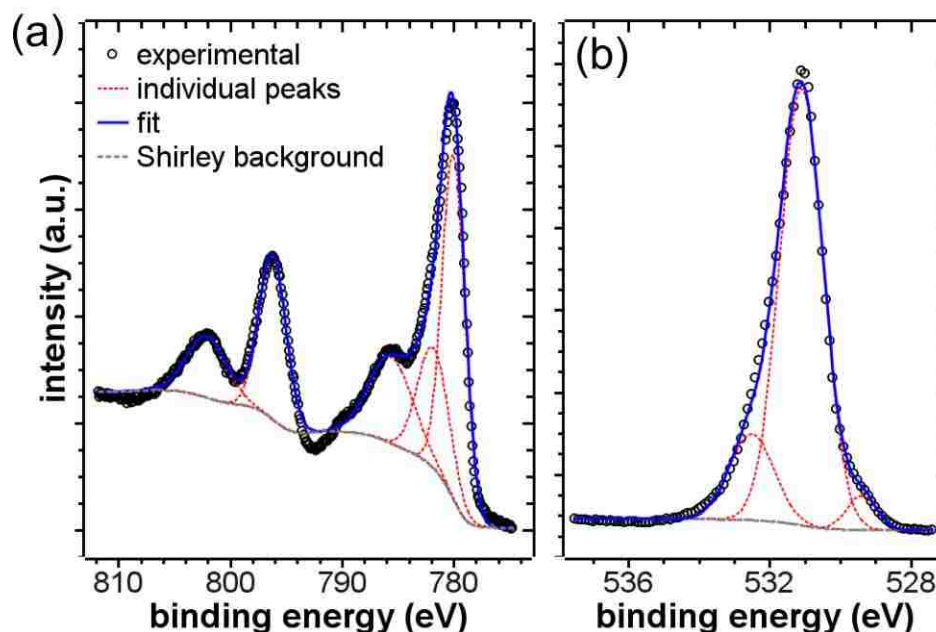 (a)
experimental
individual peaks
fit
Shirley background
intensity (a.u.)
810 800 790 780
binding energy (eV)
(b)
536 532 528
binding energy (eV)